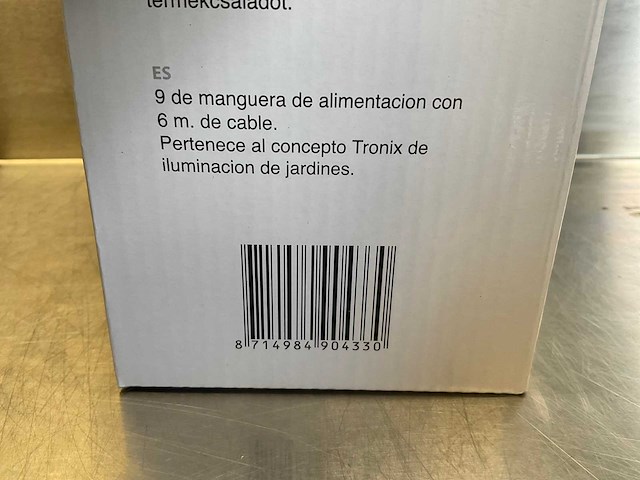 termékcsaládot.
ES
9 de manguera de alimentacion con
6 m. de cable.
Pertenece al concepto Tronix de
iluminacion de jardines.
8 714984 904330